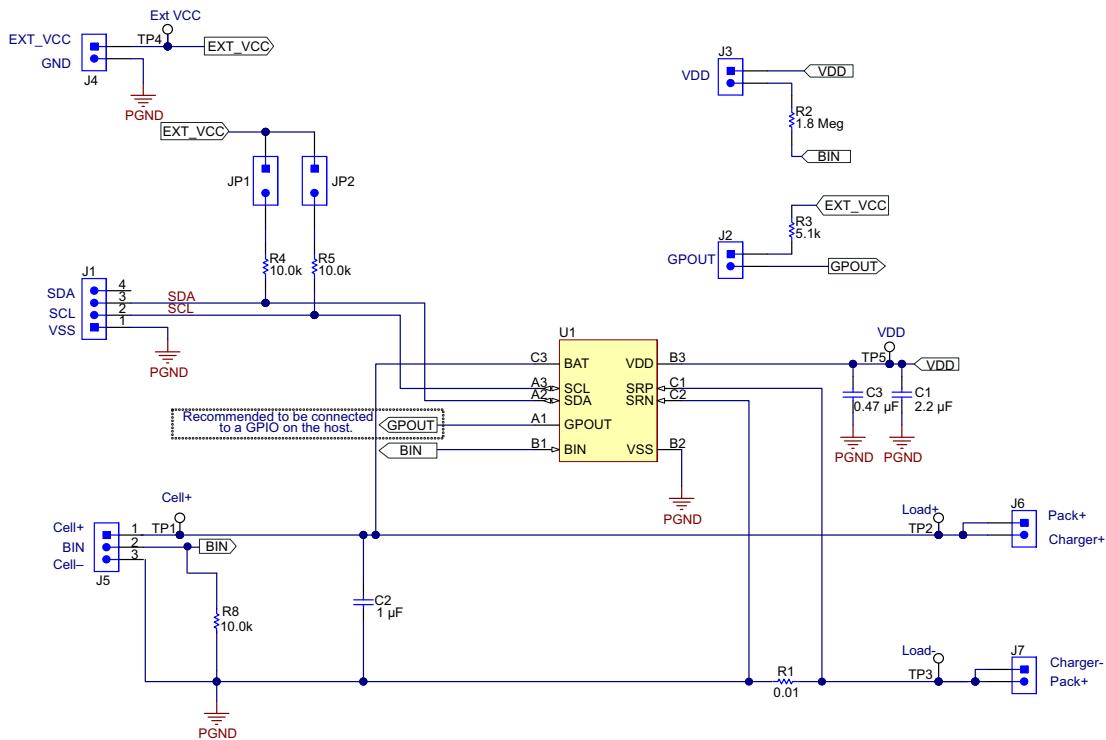 Ext VCC
EXT_VCC
TP4
EXT_VCC
GND
J4
PGND
EXT_VCC
JP1
JP2
R4
10.0k
R5
10.0k
J1
SDA
SCL
VSS
4
3
2
1
SDA
SCL
PGND
J3
VDD
VDD
R2
1.8 Meg
BIN
EXT_VCC
R3
5.1k
J2
GPOUT
GPOUT
U1
C3
BAT
A3
SCL
A2
SDA
A1
GPOUT
B1
BIN
VDD
B3
SRP
C1
SRN
C2
VSS
B2
PGND
Recommended to be connected
to a GPIO on the host.
GPOUT
BIN
VDD
TP5
VDD
C3
0.47 µF
C1
2.2 µF
PGND
PGND
Cell+
Cell+
BIN
Cell–
J5
1
2
3
TP1
BIN
R8
10.0k
C2
1 µF
PGND
Load+
TP2
J6
Pack+
Charger+
R1
0.01
Load-
TP3
J7
Charger-
Pack+